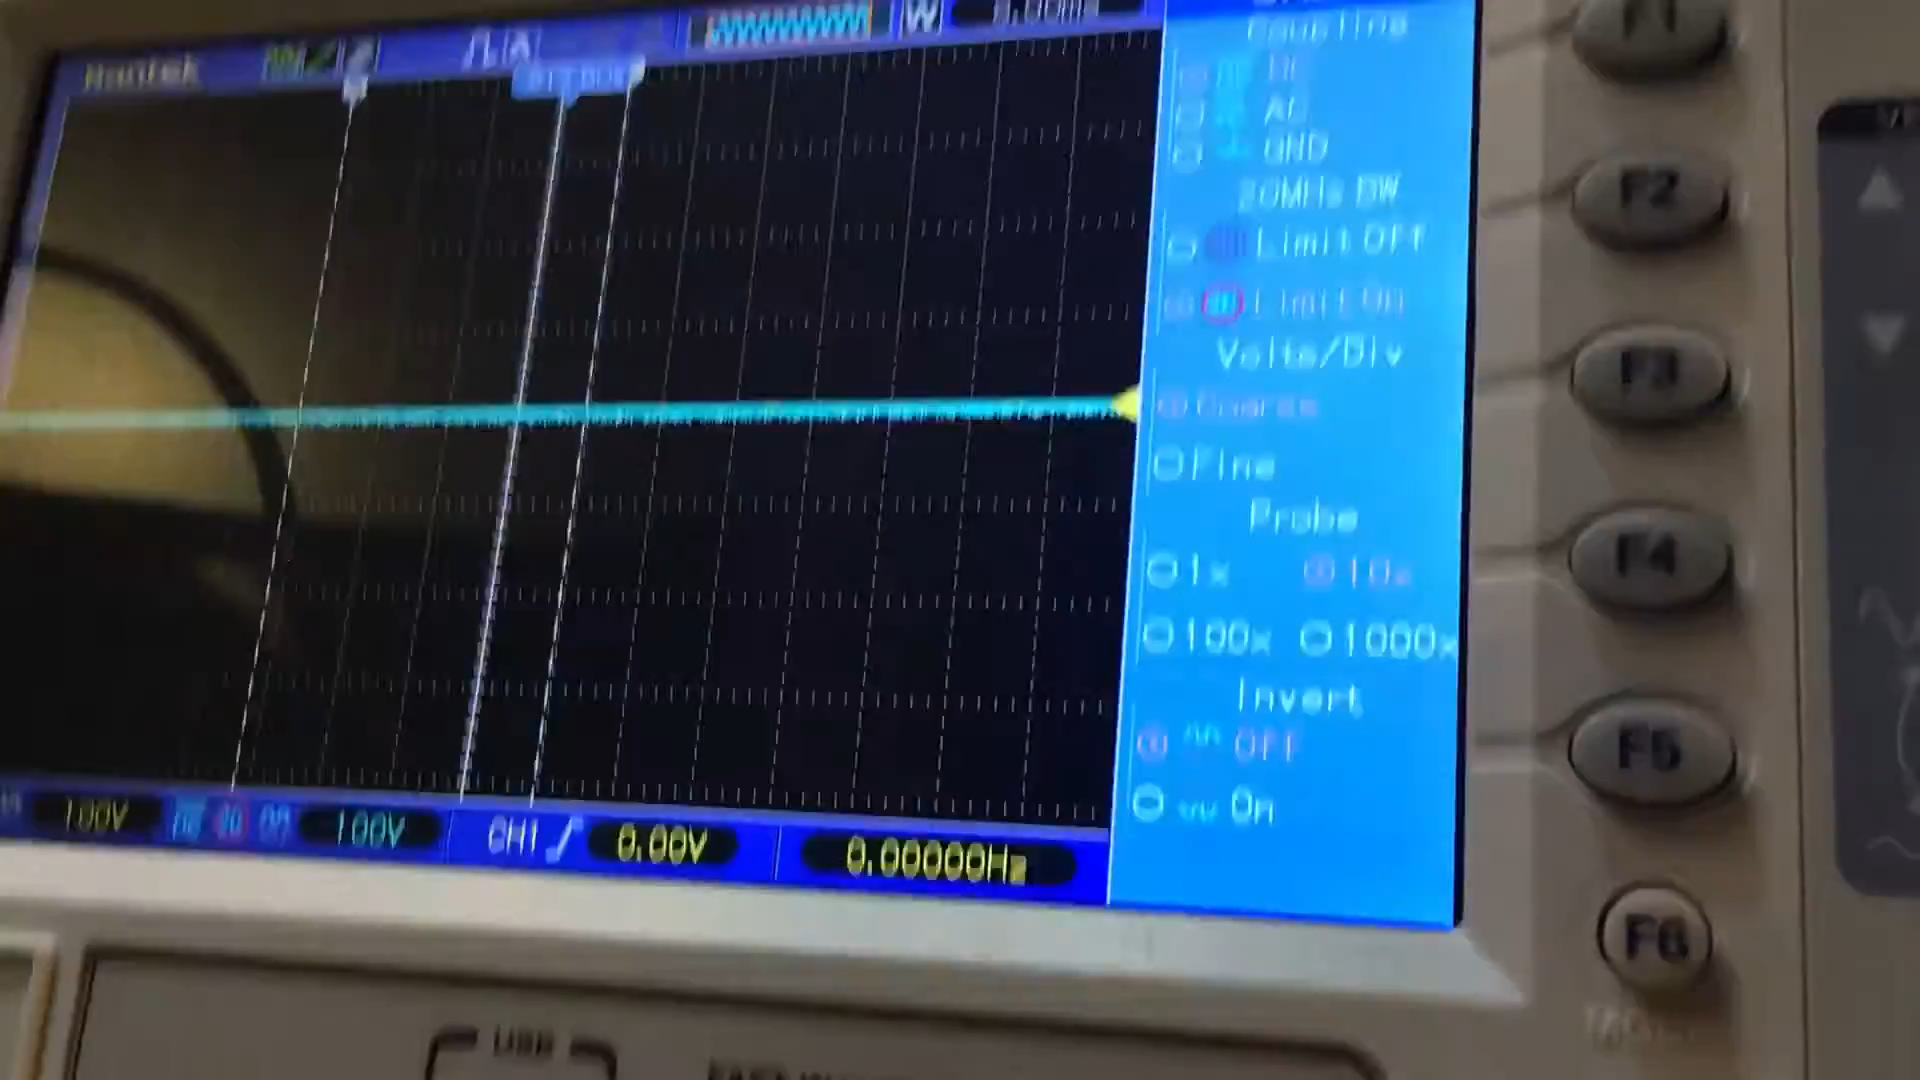 Hantek
W
Coupling
DC
AC
GND
20MHz BW
Limit OFF
Limit On
Volts/Div
Coarse
Fine
Probe
1x 10x
100x 1000x
Invert
OFF
On
100V 100V CH1 0.00V 0.00000Hz
F1
F2
F3
F4
F5
F6
USB